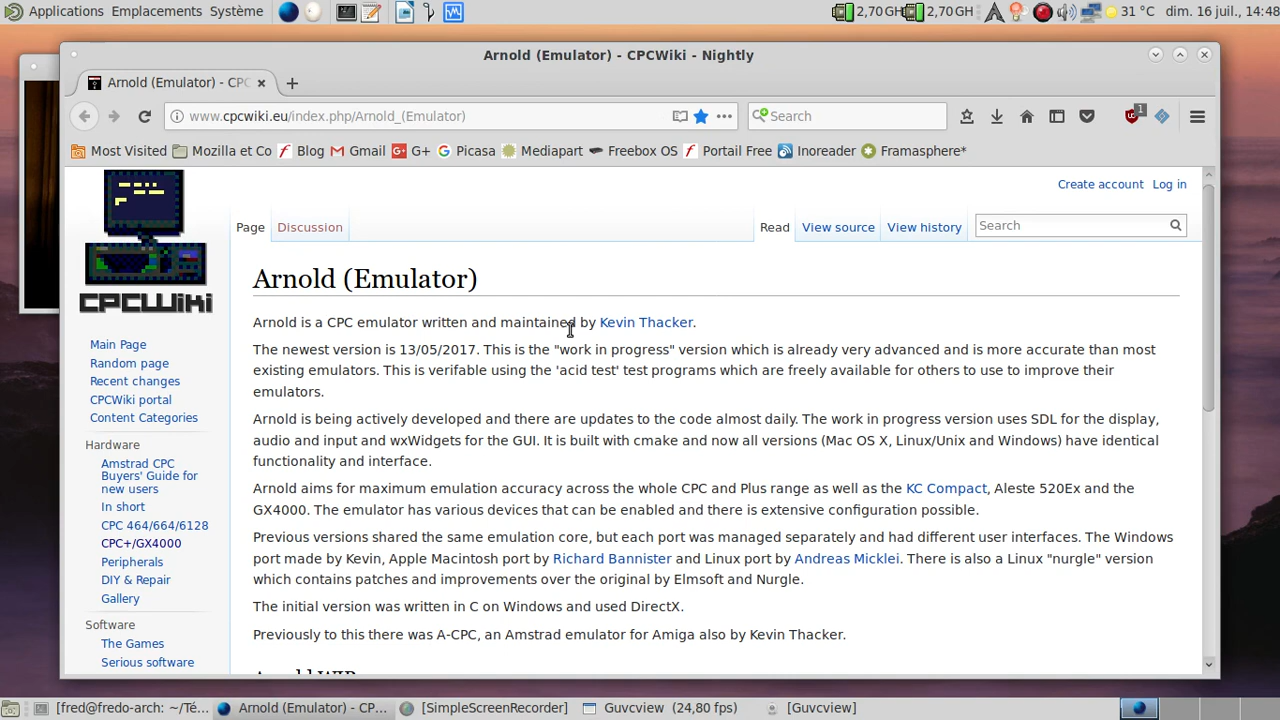 Applications Emplacements Système 2,70 GH 2,70 GH 31 °C dim. 16 juil., 14:48
Arnold (Emulator) - CPCWiki - Nightly
Arnold (Emulator) - CPC
www.cpcwiki.eu/index.php/Arnold_(Emulator) Search 1
Most Visited Mozilla et Co Blog Gmail G+ Picasa Mediapart Freebox OS Portail Free Inoreader Framasphere*
Create account Log in
Page Discussion Read View source View history Search
CPCWiki
Arnold (Emulator)
Arnold is a CPC emulator written and maintained by Kevin Thacker.
The newest version is 13/05/2017. This is the "work in progress" version which is already very advanced and is more accurate than most
existing emulators. This is verifable using the 'acid test' test programs which are freely available for others to use to improve their
emulators.
Arnold is being actively developed and there are updates to the code almost daily. The work in progress version uses SDL for the display,
audio and input and wxWidgets for the GUI. It is built with cmake and now all versions (Mac OS X, Linux/Unix and Windows) have identical
functionality and interface.
Arnold aims for maximum emulation accuracy across the whole CPC and Plus range as well as the KC Compact, Aleste 520Ex and the
GX4000. The emulator has various devices that can be enabled and there is extensive configuration possible.
Previous versions shared the same emulation core, but each port was managed separately and had different user interfaces. The Windows
port made by Kevin, Apple Macintosh port by Richard Bannister and Linux port by Andreas Micklei. There is also a Linux "nurgle" version
which contains patches and improvements over the original by Elmsoft and Nurgle.
The initial version was written in C on Windows and used DirectX.
Previously to this there was A-CPC, an Amstrad emulator for Amiga also by Kevin Thacker.
Arnold WIP
Main Page
Random page
Recent changes
CPCWiki portal
Content Categories
Hardware
Amstrad CPC
Buyers' Guide for
new users
In short
CPC 464/664/6128
CPC+/GX4000
Peripherals
DIY & Repair
Gallery
Software
The Games
Serious software
[fred@fredo-arch: ~/Té... Arnold (Emulator) - CP... [SimpleScreenRecorder] Guvcview (24,80 fps) [Guvcview]